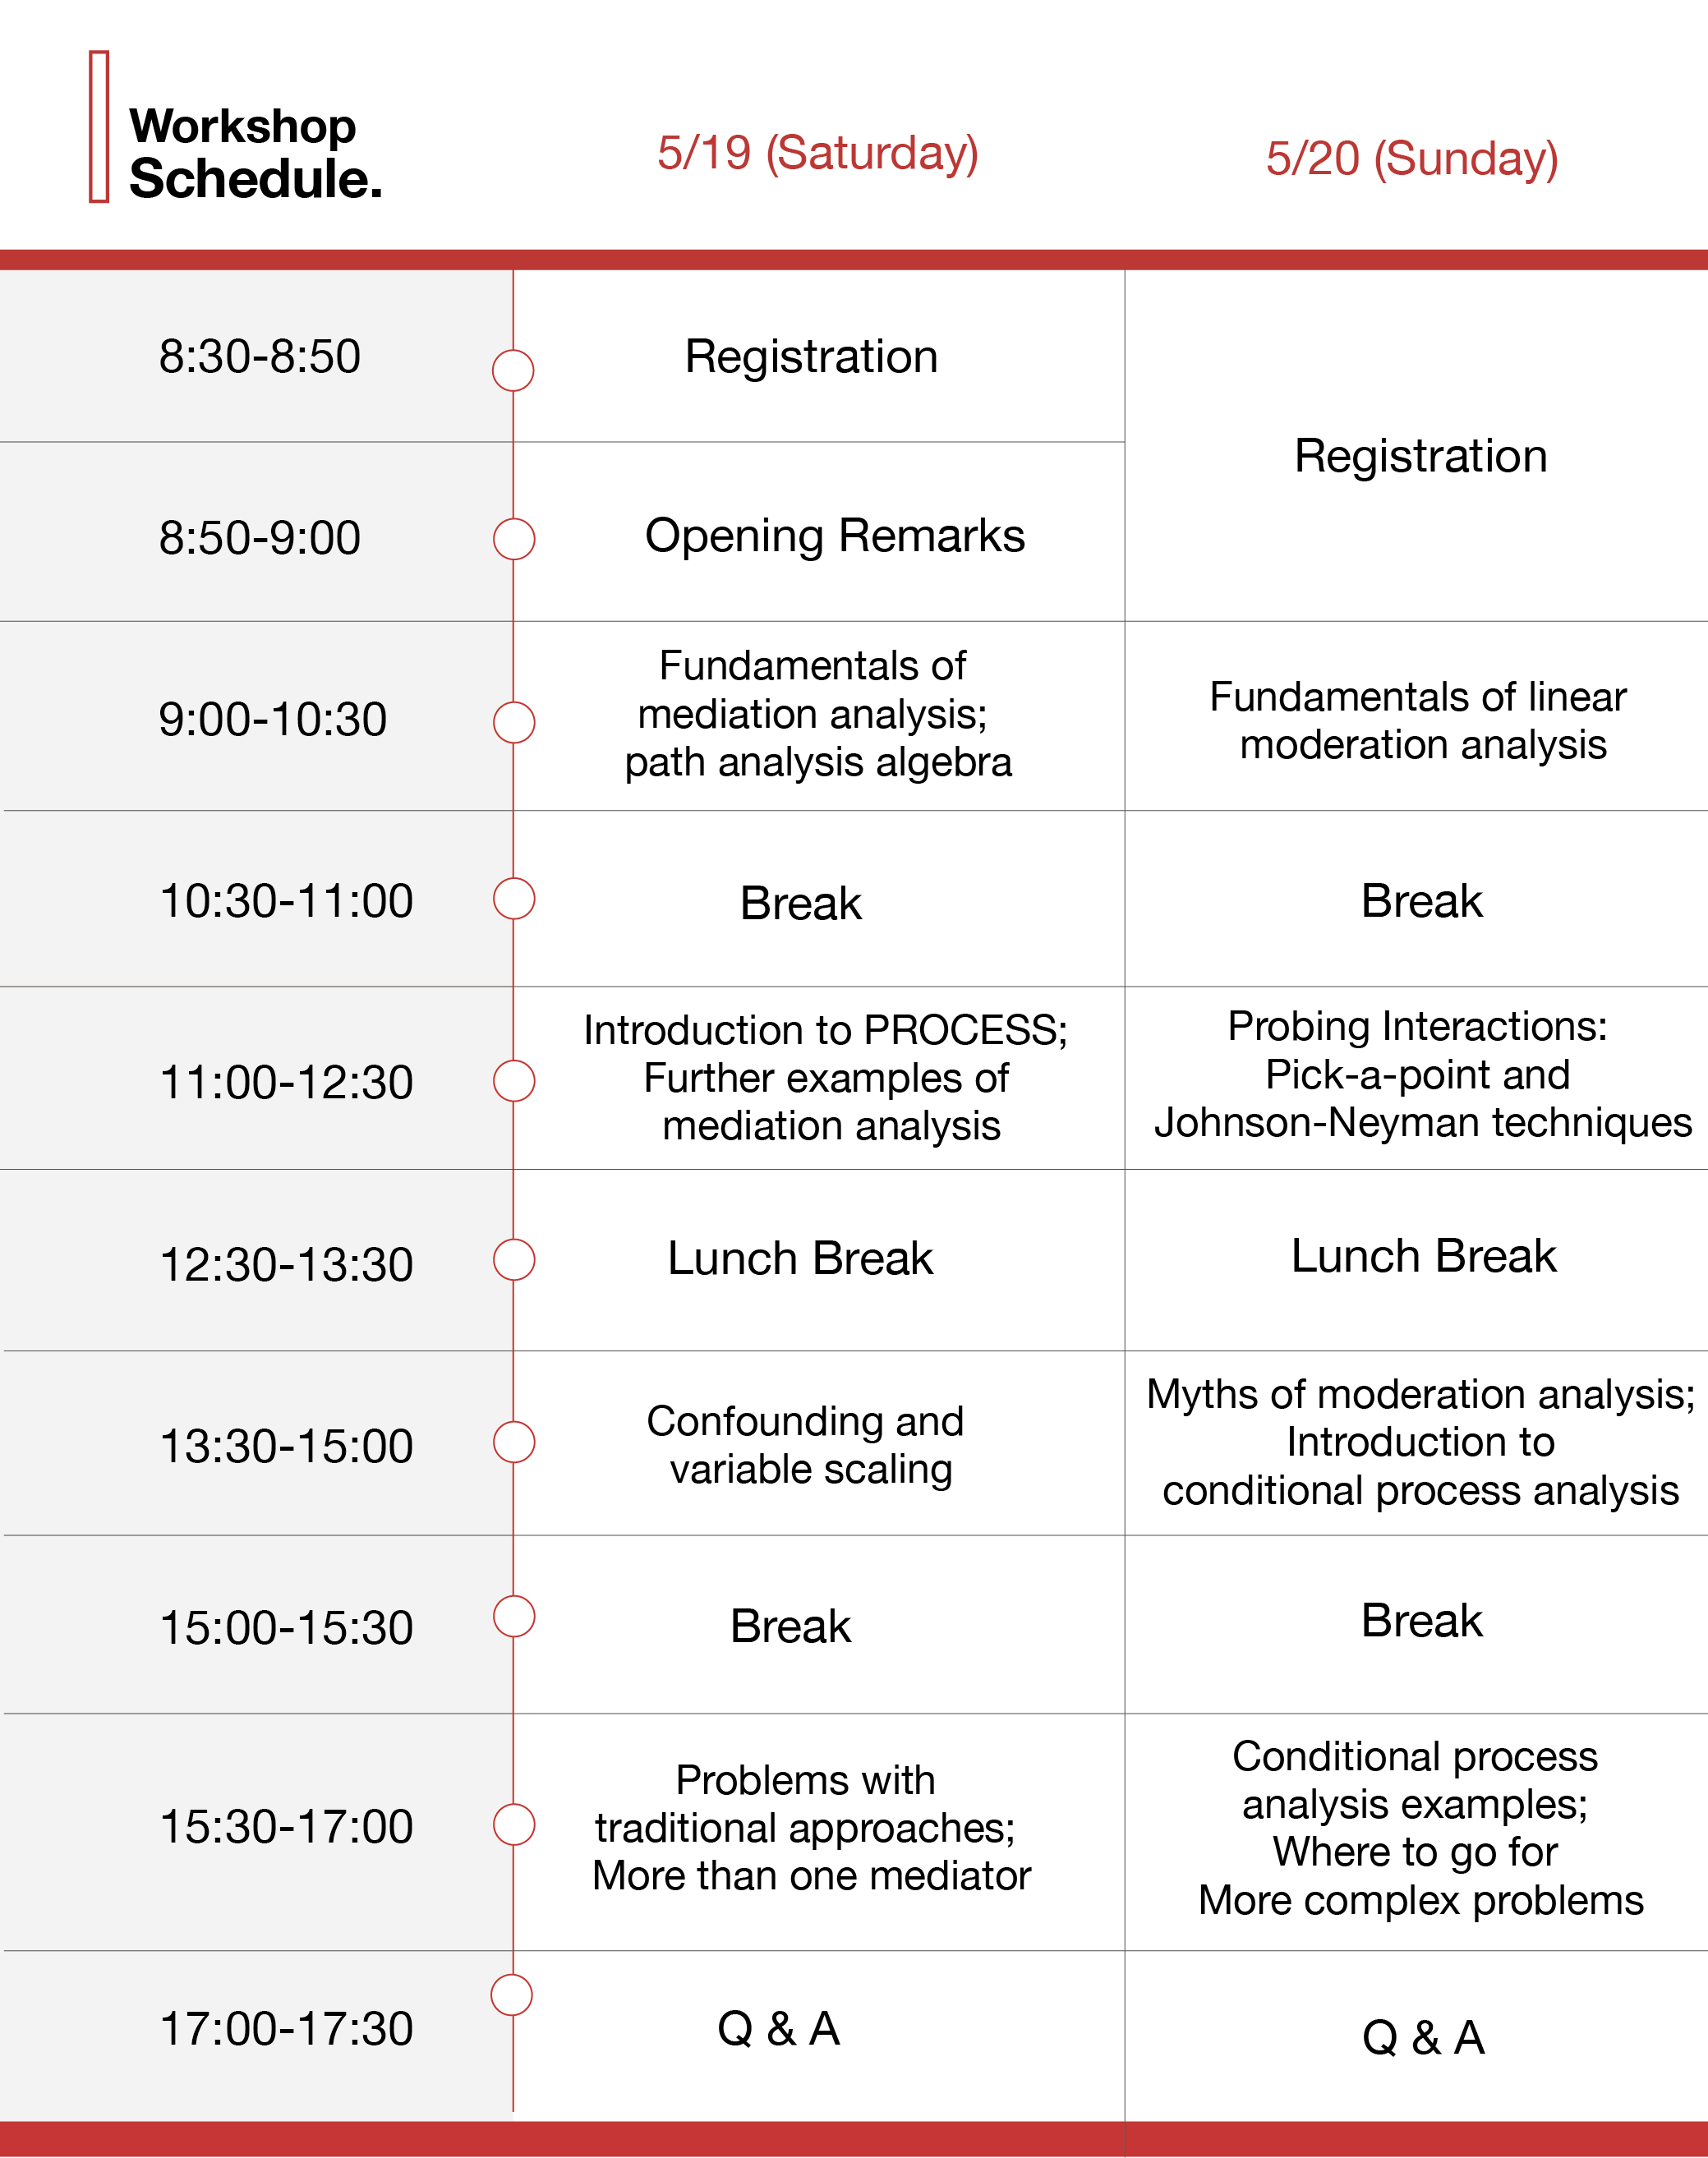 Workshop
Schedule.
5/19 (Saturday)
5/20 (Sunday)
8:30-8:50
Registration
Registration
8:50-9:00
Opening Remarks
9:00-10:30
Fundamentals of
mediation analysis;
path analysis algebra
Fundamentals of linear
moderation analysis
10:30-11:00
Break
Break
11:00-12:30
Introduction to PROCESS;
Further examples of
mediation analysis
Probing Interactions:
Pick-a-point and
Johnson-Neyman techniques
12:30-13:30
Lunch Break
Lunch Break
13:30-15:00
Confounding and
variable scaling
Myths of moderation analysis;
Introduction to
conditional process analysis
15:00-15:30
Break
Break
15:30-17:00
Problems with
traditional approaches;
More than one mediator
Conditional process
analysis examples;
Where to go for
More complex problems
17:00-17:30
Q & A
Q & A